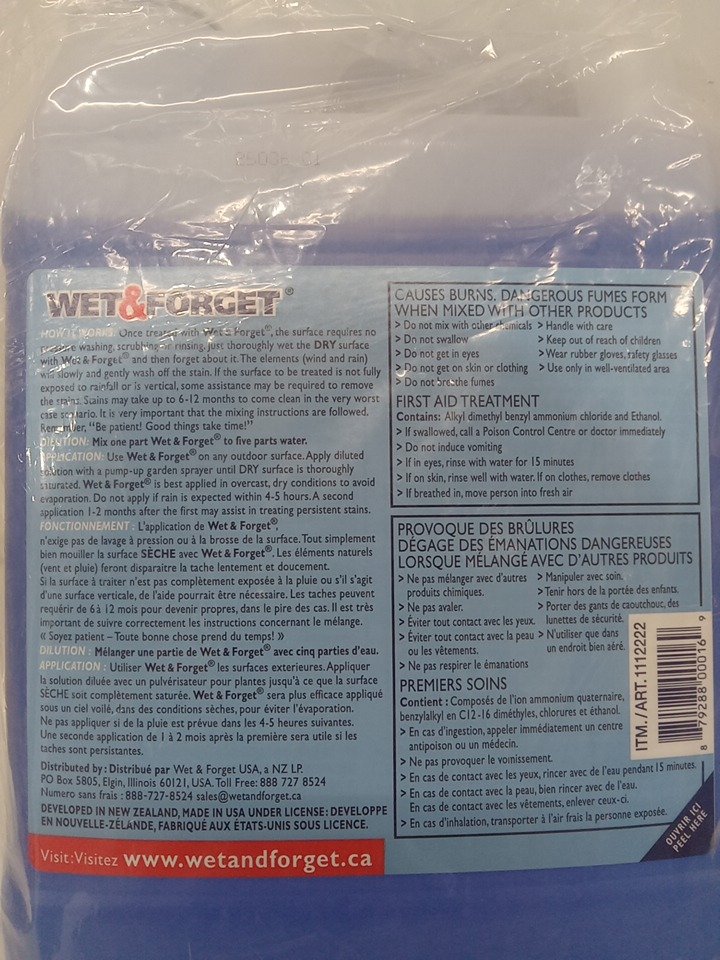 WET & FORGET®
HOW IT WORKS: Once treated with Wet & Forget®, the surface requires no
pressure washing, scrubbing or rinsing, just thoroughly wet the DRY surface
with Wet & Forget® and then forget about it. The elements (wind and rain)
will slowly and gently wash off the stain. If the surface to be treated is not fully
exposed to rainfall or is vertical, some assistance may be required to remove
the stain. Stains may take up to 6-12 months to come clean in the very worst
case scenario. It is very important that the mixing instructions are followed.
Remember, "Be patient! Good things take time!"
DILUTION: Mix one part Wet & Forget® to five parts water.
APPLICATION: Use Wet & Forget® on any outdoor surface. Apply diluted
solution with a pump-up garden sprayer until DRY surface is thoroughly
saturated. Wet & Forget® is best applied in overcast, dry conditions to avoid
evaporation. Do not apply if rain is expected within 4-5 hours. A second
application 1-2 months after the first may assist in treating persistent stains.
FONCTIONNEMENT : L'application de Wet & Forget®,
n'exige pas de lavage à pression ou à la brosse de la surface. Tout simplement
bien mouiller la surface SÈCHE avec Wet & Forget®. Les éléments naturels
(vent et pluie) feront disparaitre la tache lentement et doucement.
Si la surface à traiter n'est pas complètement exposée à la pluie ou s'il s'agit
d'une surface verticale, de l'aide pourrait être nécessaire. Les taches peuvent
requérir de 6 à 12 mois pour devenir propres, dans le pire des cas. Il est très
important de suivre correctement les instructions concernant le mélange.
« Soyez patient – Toute bonne chose prend du temps! »
DILUTION : Mélanger une partie de Wet & Forget® avec cinq parties d'eau.
APPLICATION : Utiliser Wet & Forget® les surfaces exterieures. Appliquer
la solution diluée avec un pulvérisateur pour plantes jusqu'à ce que la surface
SÈCHE soit complètement saturée. Wet & Forget® sera plus efficace appliqué
sous un ciel voilé, dans des conditions sèches, pour éviter l'évaporation.
Ne pas appliquer si de la pluie est prévue dans les 4-5 heures suivantes.
Une seconde application de 1 à 2 mois après la première sera utile si les
taches sont persistantes.
Distributed by : Distribué par Wet & Forget USA, a NZ LP.
PO Box 5805, Elgin, Illinois 60121, USA. Toll Free: 888 727 8524
Numero sans frais : 888-727-8524 sales@wetandforget.ca
DEVELOPED IN NEW ZEALAND, MADE IN USA UNDER LICENSE: DEVELOPPE
EN NOUVELLE-ZÉLANDE, FABRIQUÉ AUX ÉTATS-UNIS SOUS LICENCE.
Visit:Visitez www.wetandforget.ca
CAUSES BURNS. DANGEROUS FUMES FORM
WHEN MIXED WITH OTHER PRODUCTS
> Do not mix with other chemicals > Handle with care
> Do not swallow > Keep out of reach of children
> Do not get in eyes > Wear rubber gloves, safety glasses
> Do not get on skin or clothing > Use only in well-ventilated area
> Do not breathe fumes
FIRST AID TREATMENT
Contains: Alkyl dimethyl benzyl ammonium chloride and Ethanol.
> If swallowed, call a Poison Control Centre or doctor immediately
> Do not induce vomiting
> If in eyes, rinse with water for 15 minutes
> If on skin, rinse well with water. If on clothes, remove clothes
> If breathed in, move person into fresh air
PROVOQUE DES BRÛLURES
DÉGAGE DES ÉMANATIONS DANGEREUSES
LORSQUE MÉLANGÉ AVEC D'AUTRES PRODUITS
> Ne pas mélanger avec d'autres
produits chimiques.
> Ne pas avaler.
> Éviter tout contact avec les yeux.
> Éviter tout contact avec la peau
ou les vêtements.
> Ne pas respirer le émanations
> Manipuler avec soin.
> Tenir hors de la portée des enfants.
> Porter des gants de caoutchouc, des
lunettes de sécurité.
> N'utiliser que dans
un endroit bien aéré.
PREMIERS SOINS
Contient : Composés de l'ion ammonium quaternaire,
benzylalkyl en C12-16 diméthyles, chlorures et éthanol.
> En cas d'ingestion, appeler immédiatement un centre
antipoison ou un médecin.
> Ne pas provoquer le vomissement.
> En cas de contact avec les yeux, rincer avec de l'eau pendant 15 minutes.
> En cas de contact avec la peau, bien rincer avec de l'eau.
En cas de contact avec les vêtements, enlever ceux-ci.
> En cas d'inhalation, transporter à l'air frais la personne exposée.
ITM. / ART. 1112222
8 79288 00016 9
OUVRIR ICI
PEEL HERE